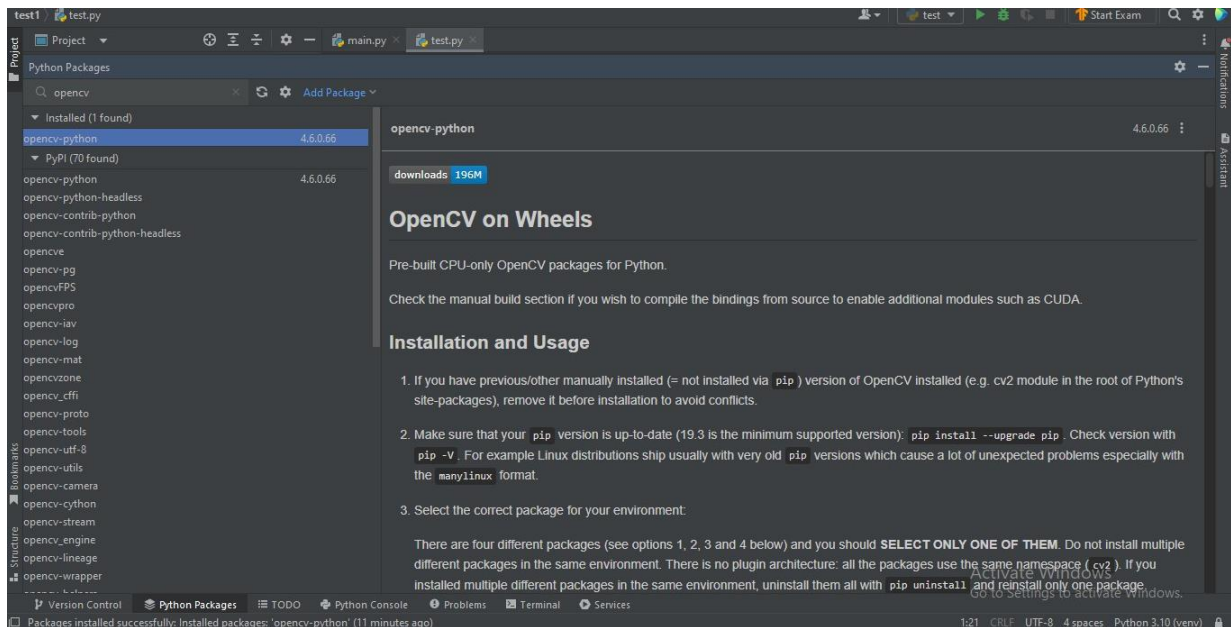 test1 test.py
test
Start Exam
Project
main.py
test.py
Project
Python Packages
Notifications
opencv
Add Package
Installed (1 found)
opencv-python 4.6.0.66
PyPI (70 found)
opencv-python 4.6.0.66
opencv-python-headless
opencv-contrib-python
opencv-contrib-python-headless
opencve
opencv-pg
opencvFPS
opencvpro
opencv-iav
opencv-log
opencv-mat
opencvzone
opencv_cffi
opencv-proto
opencv-tools
opencv-utf-8
opencv-utils
opencv-camera
opencv-cython
opencv-stream
opencv_engine
opencv-lineage
opencv-wrapper
opencv-python 4.6.0.66
Assistant
downloads 196M
OpenCV on Wheels
Pre-built CPU-only OpenCV packages for Python.
Check the manual build section if you wish to compile the bindings from source to enable additional modules such as CUDA.
Installation and Usage
1. If you have previous/other manually installed (= not installed via pip) version of OpenCV installed (e.g. cv2 module in the root of Python's
site-packages), remove it before installation to avoid conflicts.
2. Make sure that your pip version is up-to-date (19.3 is the minimum supported version): pip install --upgrade pip. Check version with
pip -V. For example Linux distributions ship usually with very old pip versions which cause a lot of unexpected problems especially with
the manylinux format.
3. Select the correct package for your environment:
There are four different packages (see options 1, 2, 3 and 4 below) and you should SELECT ONLY ONE OF THEM. Do not install multiple
different packages in the same environment. There is no plugin architecture: all the packages use the same namespace (cv2). If you
installed multiple different packages in the same environment, uninstall them all with pip uninstall and reinstall only one package.
Activate Windows
Go to Settings to activate Windows.
Bookmarks
Structure
Version Control
Python Packages
TODO
Python Console
Problems
Terminal
Services
Packages installed successfully: Installed packages: 'opencv-python' (11 minutes ago)
1:21 CRLF UTF-8 4 spaces Python 3.10 (venv)